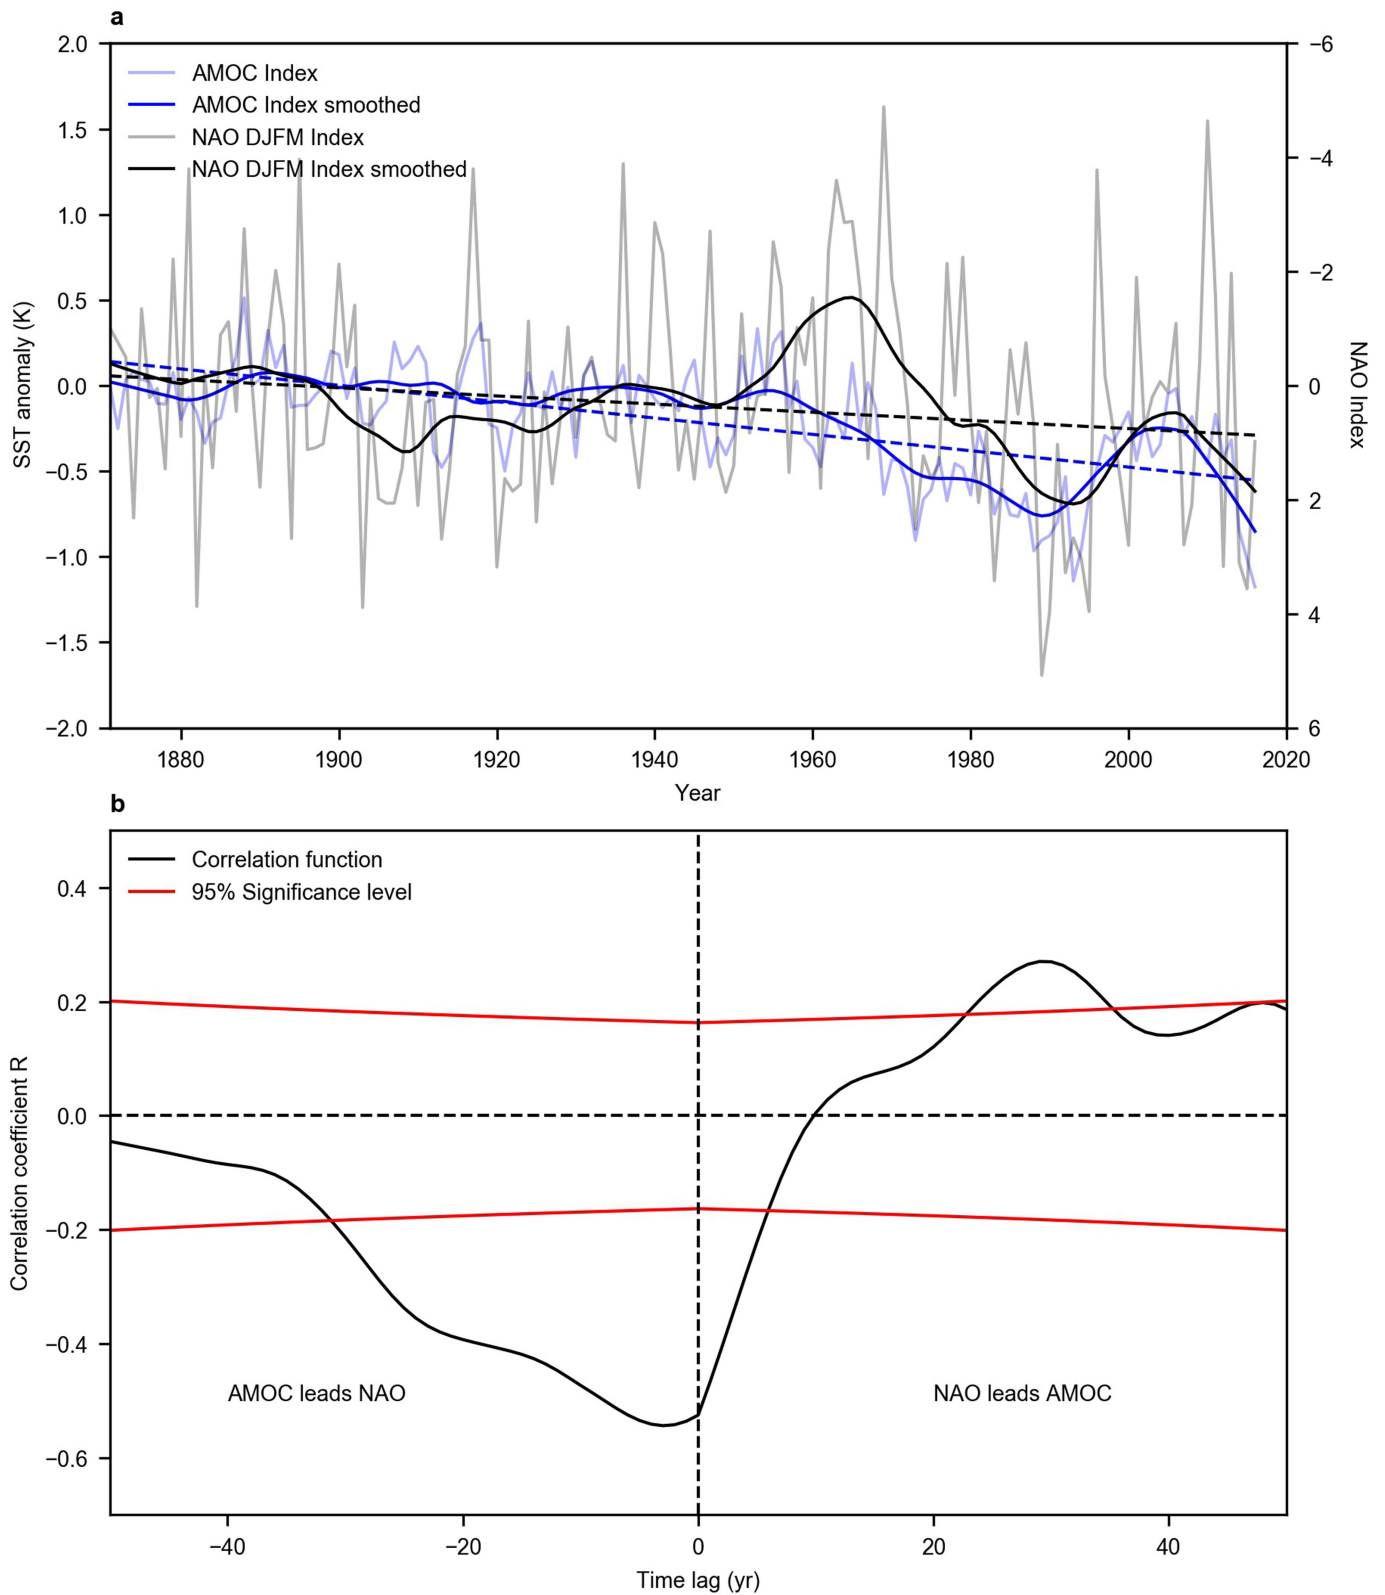 a
2.0
1.5
1.0
0.5
0.0
−0.5
−1.0
−1.5
−2.0
SST anomaly (K)
AMOC Index
AMOC Index smoothed
NAO DJFM Index
NAO DJFM Index smoothed
−6
−4
−2
0
2
4
6
NAO Index
1880 1900 1920 1940 1960 1980 2000 2020
Year
b
0.4
0.2
0.0
−0.2
−0.4
−0.6
Correlation coefficient R
Correlation function
95% Significance level
AMOC leads NAO
NAO leads AMOC
−40 −20 0 20 40
Time lag (yr)